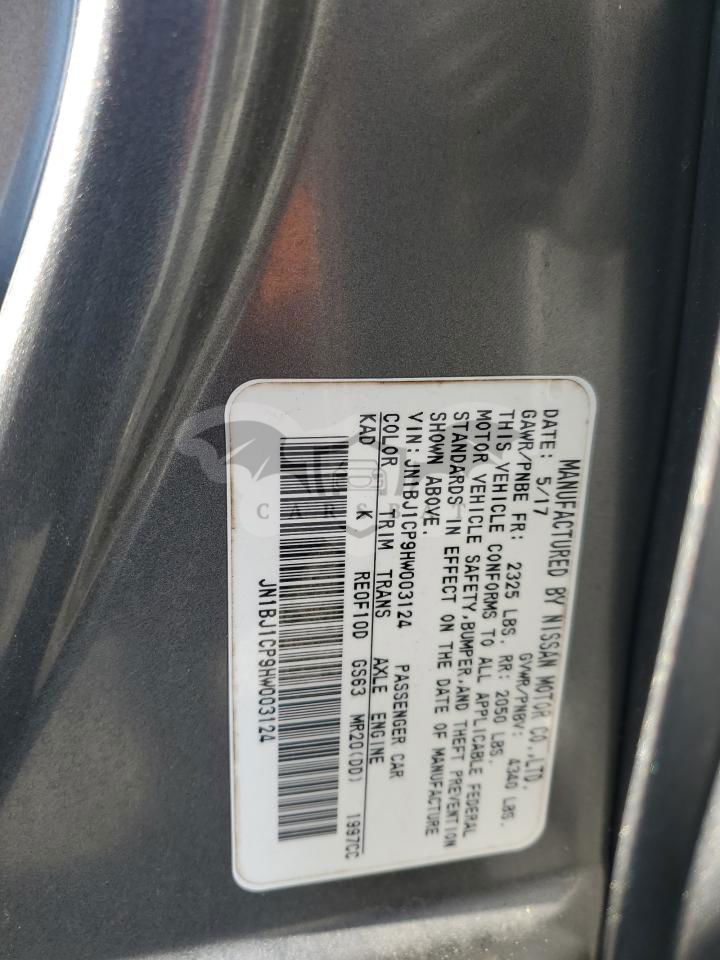 MANUFACTURED BY NISSAN MOTOR CO.,LTD.
DATE: 5/17 GVWR/PNBV: 4340 LBS.
GAWR/PNBE FR: 2325 LBS. RR: 2050 LBS.
THIS VEHICLE CONFORMS TO ALL APPLICABLE FEDERAL
MOTOR VEHICLE SAFETY,BUMPER,AND THEFT PREVENTION
STANDARDS IN EFFECT ON THE DATE OF MANUFACTURE
SHOWN ABOVE.
VIN:JN1BJ1CP9HW003124 PASSENGER CAR
COLOR TRIM TRANS AXLE ENGINE
KAD K RE0F10D GS63 MR20(DD) 1997CC
JN1BJ1CP9HW003124